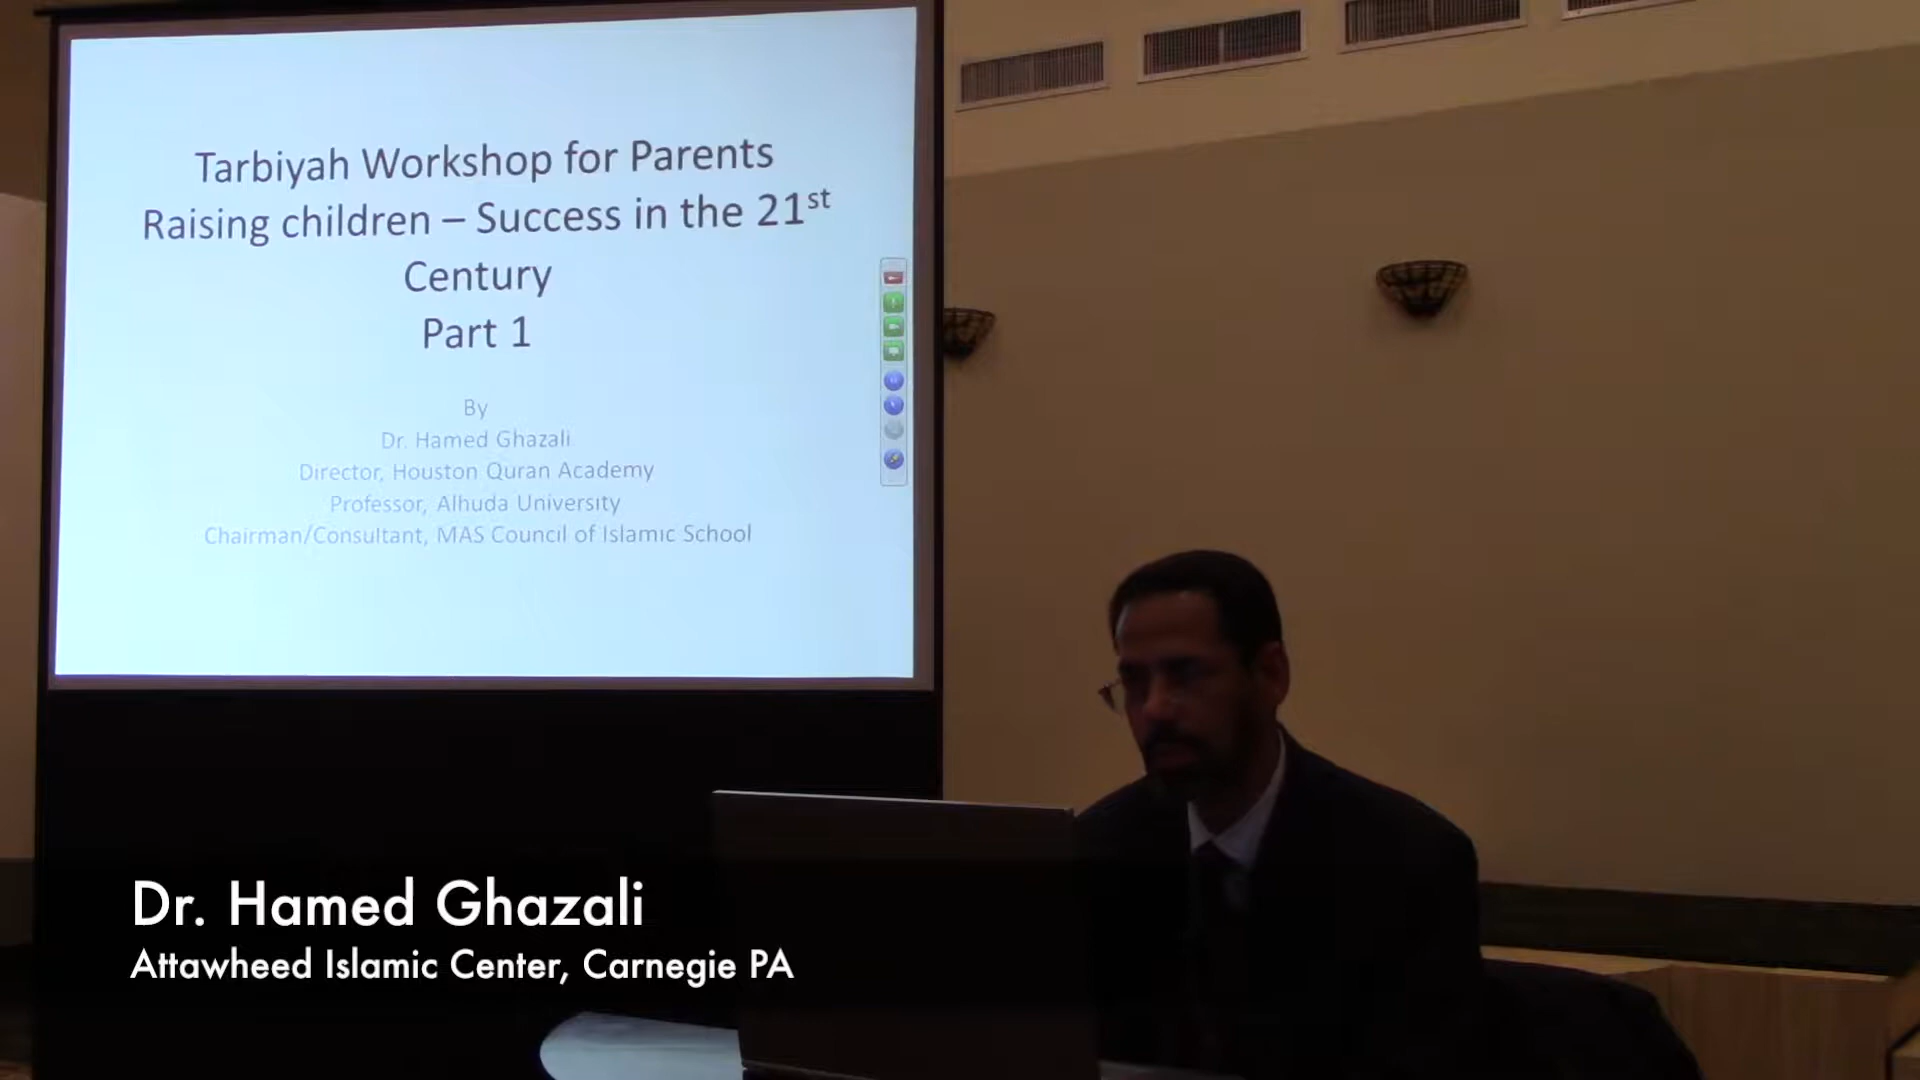 Tarbiyah Workshop for Parents
Raising children – Success in the 21st
Century
Part 1
By
Dr. Hamed Ghazali
Director, Houston Quran Academy
Professor, Alhuda University
Chairman/Consultant, MAS Council of Islamic School
Dr. Hamed Ghazali
Attawheed Islamic Center, Carnegie PA